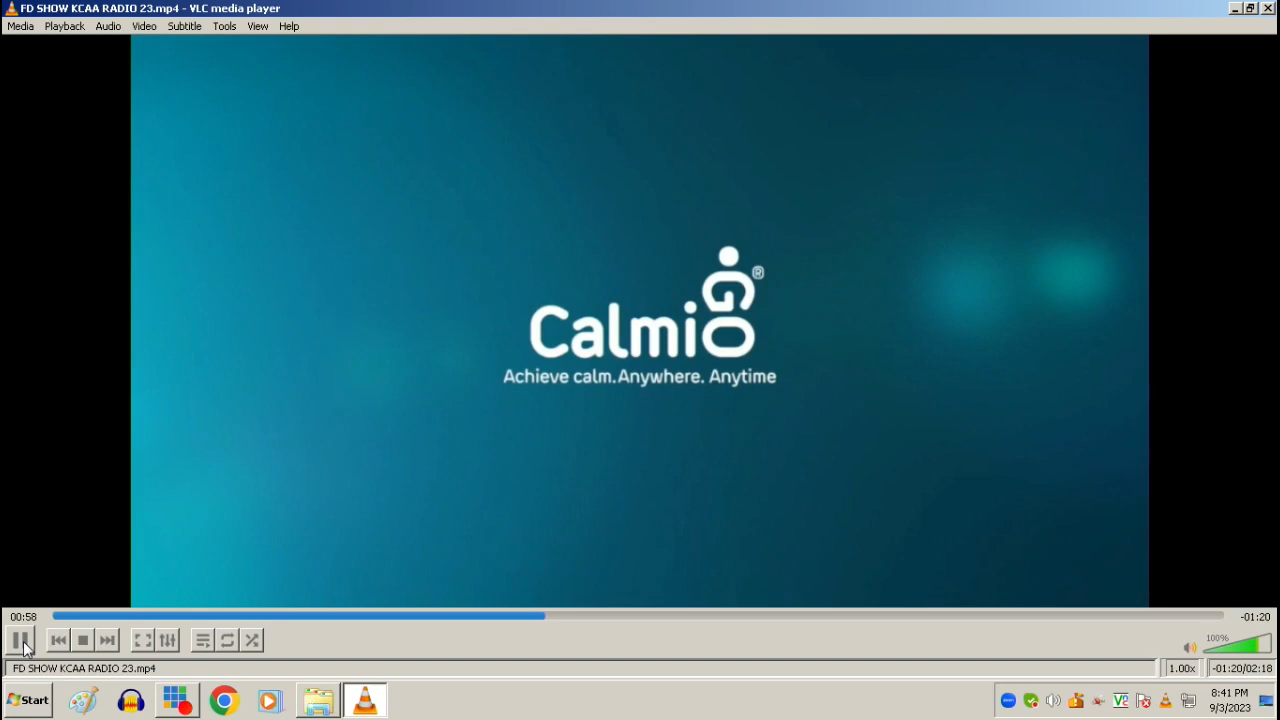 FD SHOW KCAA RADIO 23.mp4 - VLC media player
Media Playback Audio Video Subtitle Tools View Help
CalmiGO®
Achieve calm. Anywhere. Anytime
00:58 -01:20
100%
FD SHOW KCAA RADIO 23.mp4 1.00x -01:20/02:18
Start
8:41 PM
9/3/2023